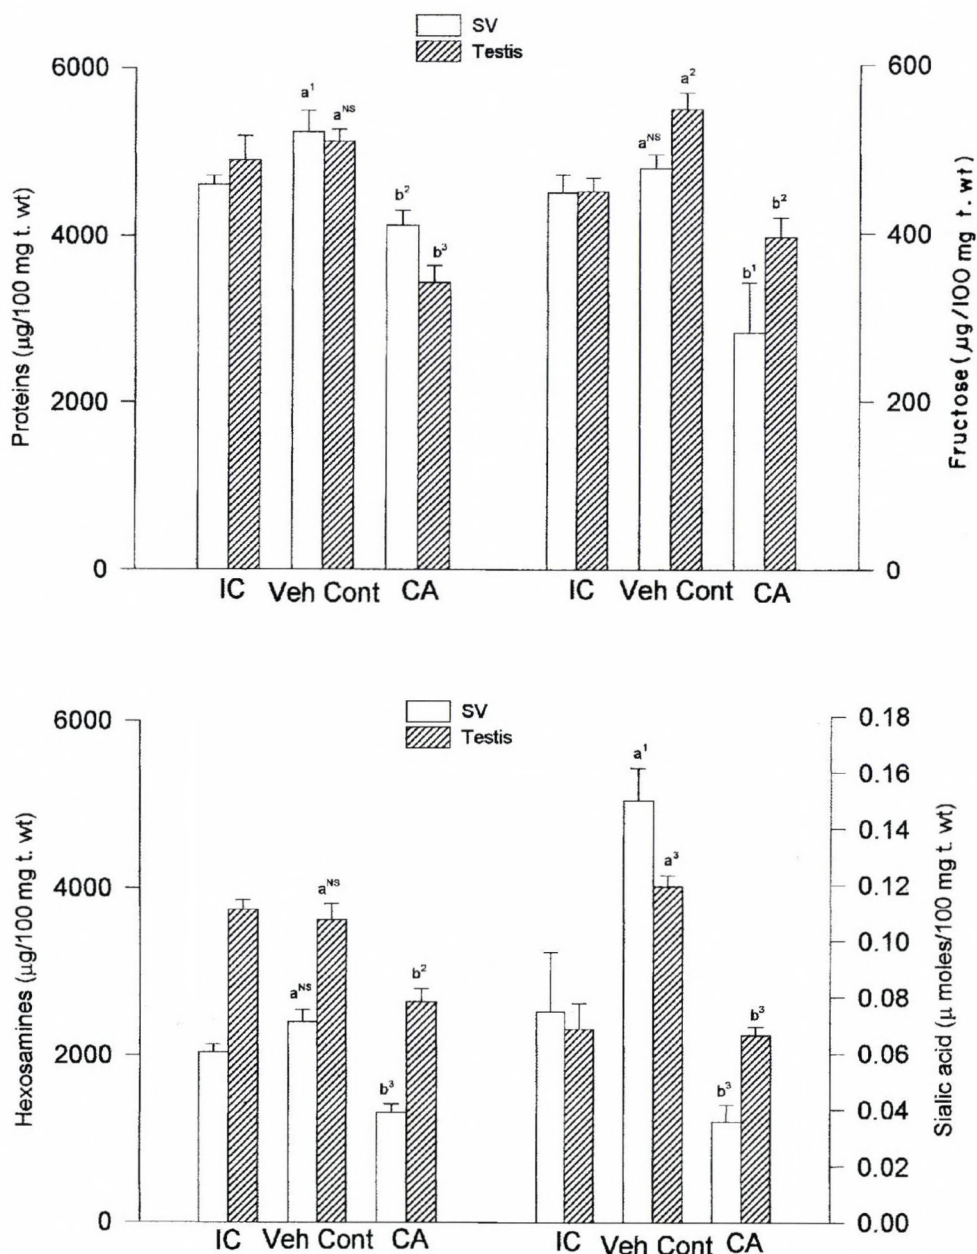 SV
Testis
6000
4000
2000
0
Proteins (μg/100 mg t. wt)
a¹
a^NS
b²
b³
a^NS
a²
b¹
b²
600
400
200
0
Fructose (μg/100 mg t. wt)
IC Veh Cont CA
IC Veh Cont CA
SV
Testis
6000
4000
2000
0
Hexosamines (μg/100 mg t. wt)
a^NS
a^NS
b³
b²
a¹
a³
b³
b³
0.18
0.16
0.14
0.12
0.10
0.08
0.06
0.04
0.02
0.00
Sialic acid (μ moles/100 mg t. wt)
IC Veh Cont CA
IC Veh Cont CA